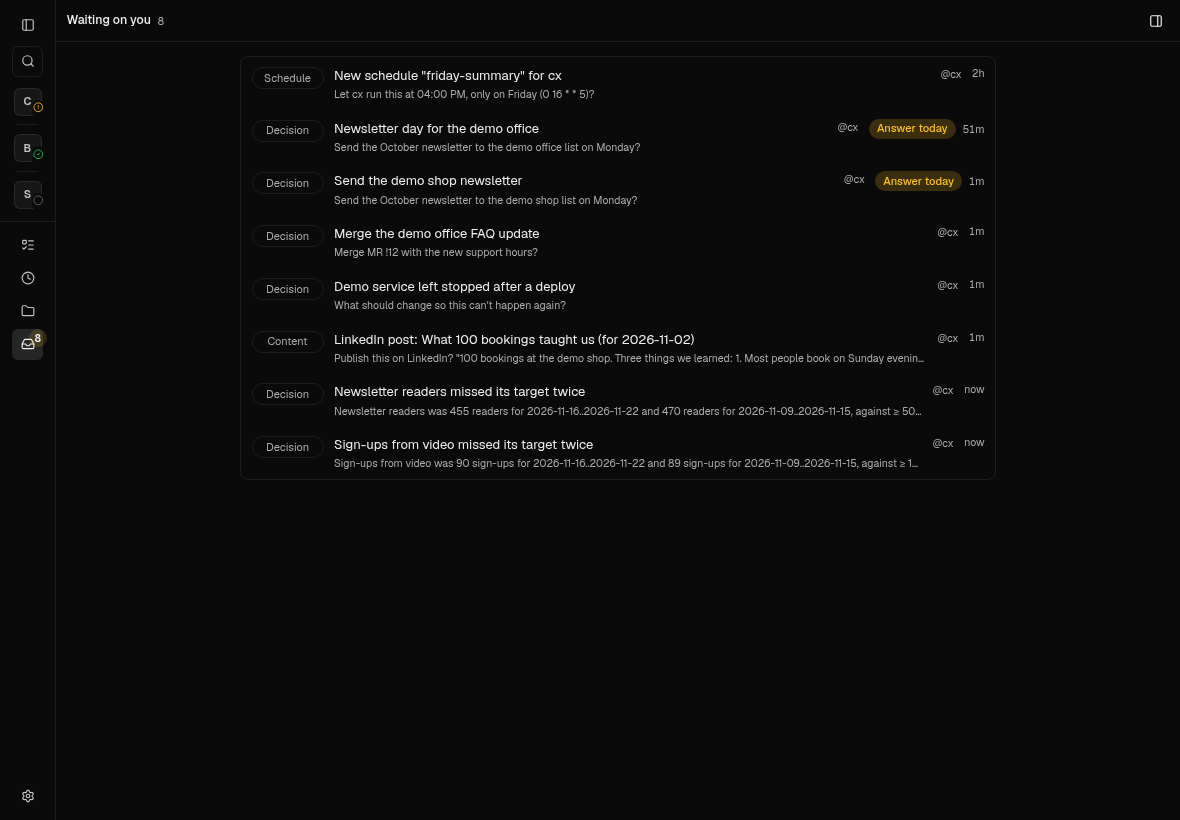 Waiting on you 8
C
B
S
8
Schedule
New schedule "friday-summary" for cx
@cx 2h
Let cx run this at 04:00 PM, only on Friday (0 16 * * 5)?
Decision
Newsletter day for the demo office
@cx Answer today 51m
Send the October newsletter to the demo office list on Monday?
Decision
Send the demo shop newsletter
@cx Answer today 1m
Send the October newsletter to the demo shop list on Monday?
Decision
Merge the demo office FAQ update
@cx 1m
Merge MR !12 with the new support hours?
Decision
Demo service left stopped after a deploy
@cx 1m
What should change so this can't happen again?
Content
LinkedIn post: What 100 bookings taught us (for 2026-11-02)
@cx 1m
Publish this on LinkedIn? "100 bookings at the demo shop. Three things we learned: 1. Most people book on Sunday evenin...
Decision
Newsletter readers missed its target twice
@cx now
Newsletter readers was 455 readers for 2026-11-16..2026-11-22 and 470 readers for 2026-11-09..2026-11-15, against ≥ 50...
Decision
Sign-ups from video missed its target twice
@cx now
Sign-ups from video was 90 sign-ups for 2026-11-16..2026-11-22 and 89 sign-ups for 2026-11-09..2026-11-15, against ≥ 1...